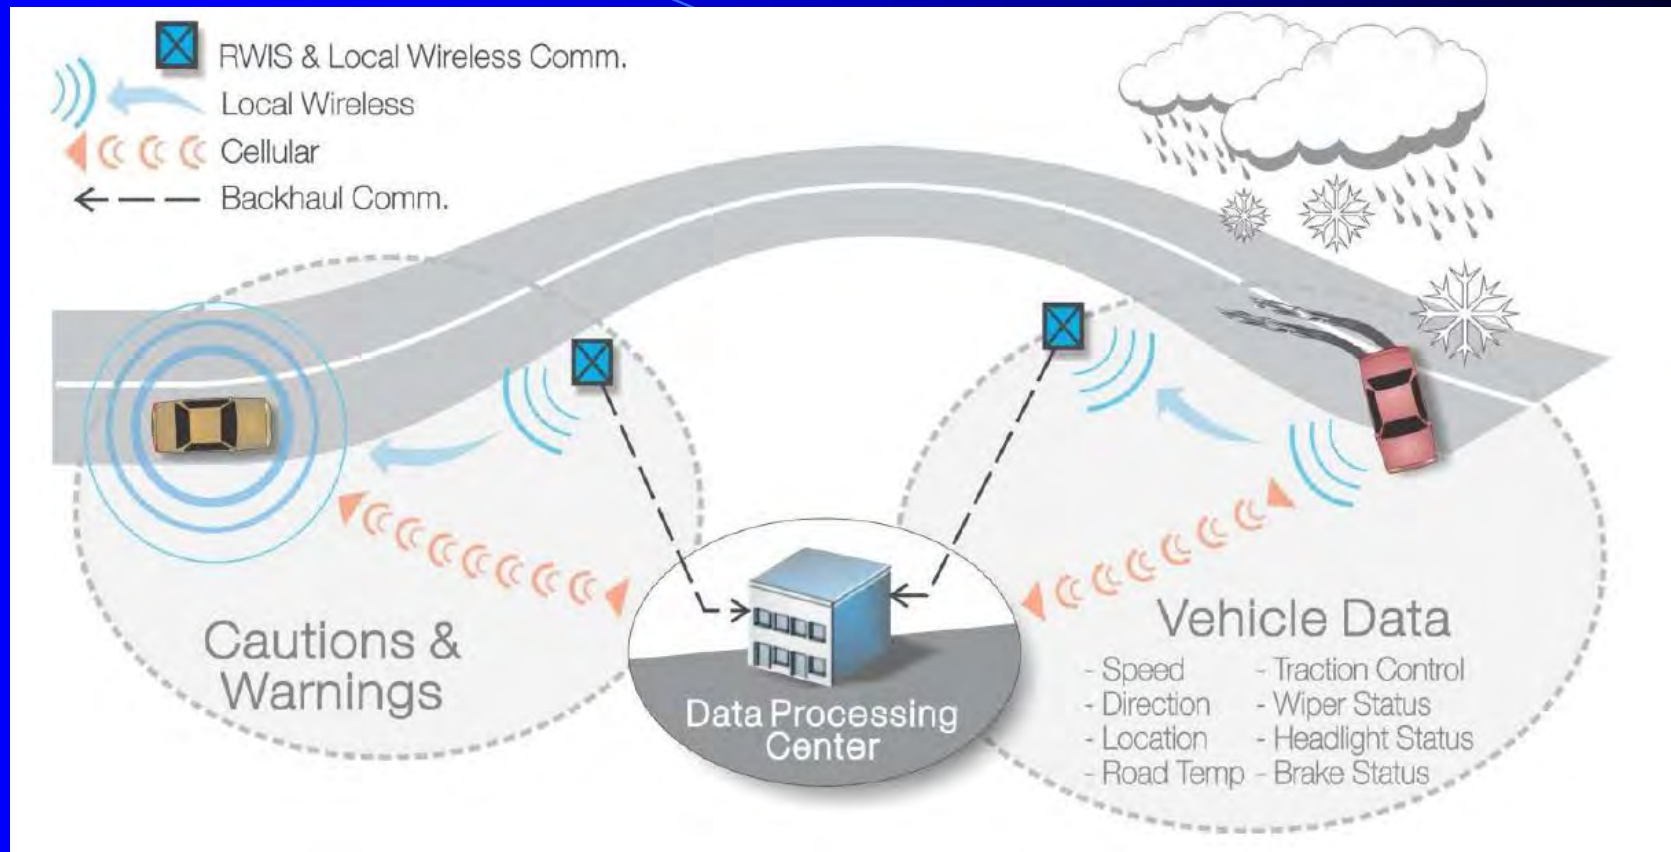 RWIS & Local Wireless Comm.
Local Wireless
Cellular
Backhaul Comm.
Cautions &
Warnings
Data Processing
Center
Vehicle Data
- Speed - Traction Control
- Direction - Wiper Status
- Location - Headlight Status
- Road Temp - Brake Status